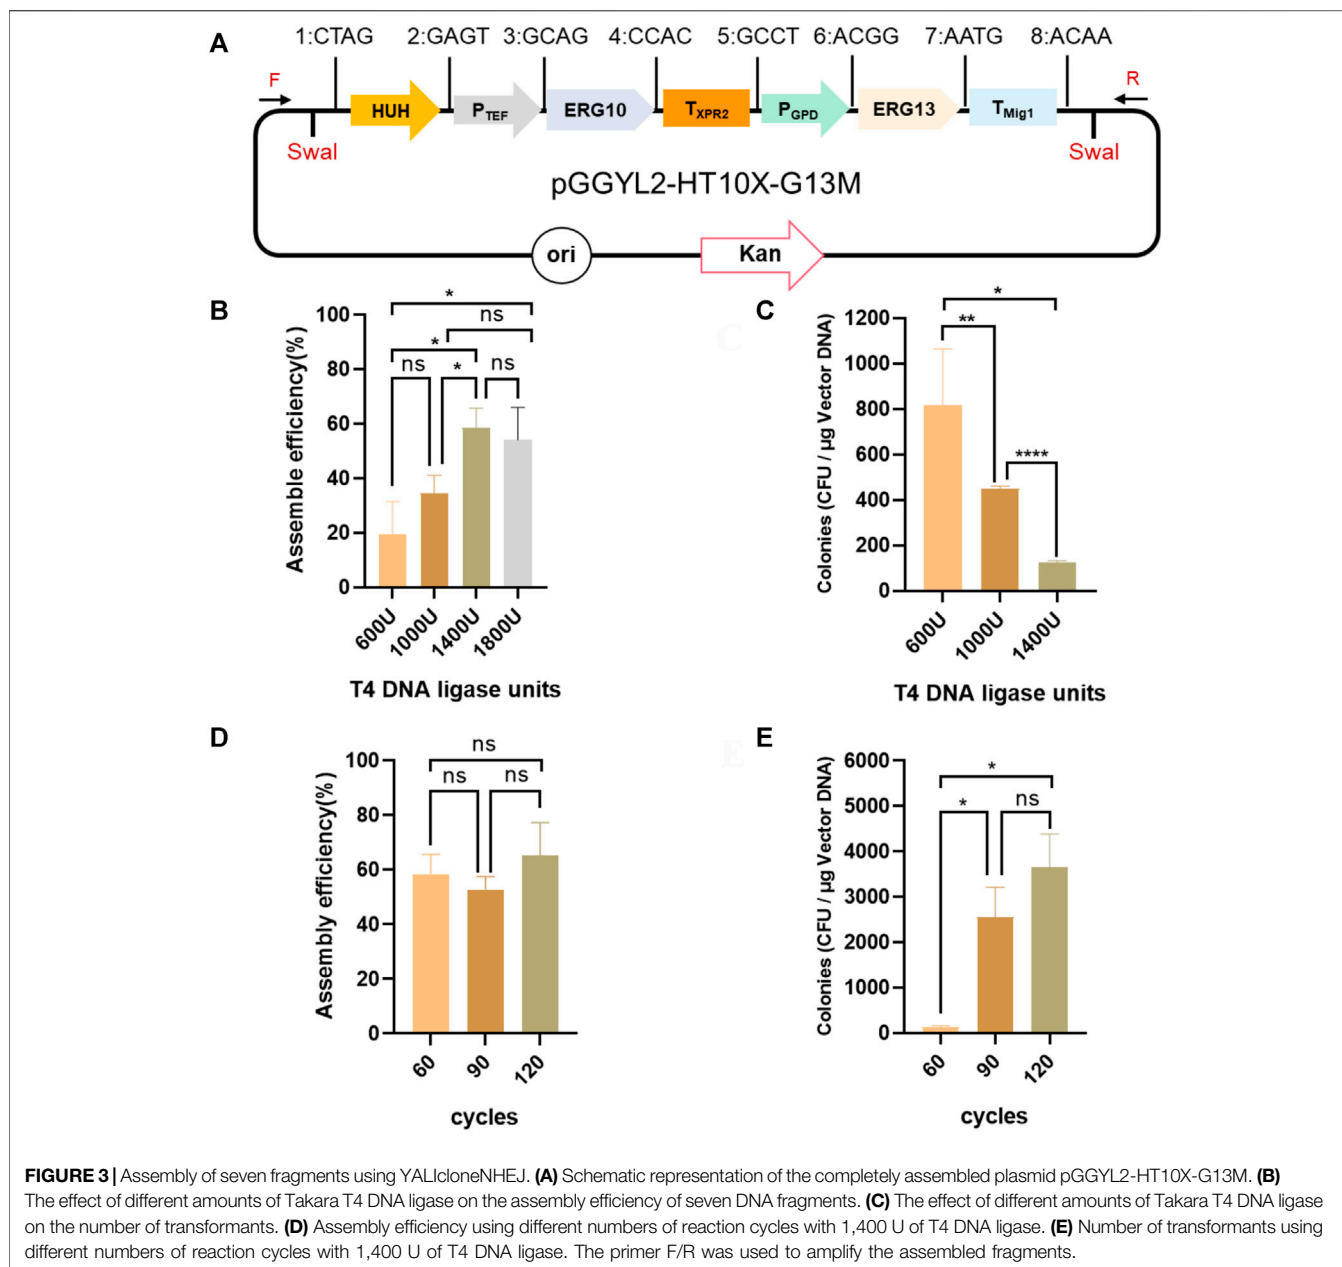 A
1:CTAG 2:GAGT 3:GCAG 4:CCAC 5:GCCT 6:ACGG 7:AATG 8:ACAA
F
R
HUH PTEF ERG10 TXPR2 PGPD ERG13 TMig1
Swal Swal
pGGYL2-HT10X-G13M
ori Kan
B
Assemble efficiency(%)
100
80
60
40
20
0
*
ns
*
ns * ns
600U 1000U 1400U 1800U
T4 DNA ligase units
C
C
Colonies (CFU / µg Vector DNA)
1200
1000
800
600
400
200
0
*
**
****
600U 1000U 1400U
T4 DNA ligase units
D
Assembly efficiency(%)
100
80
60
40
20
0
ns
ns ns
60 90 120
cycles
E
E
Colonies (CFU / µg Vector DNA)
6000
5000
4000
3000
2000
1000
0
*
* ns
60 90 120
cycles
FIGURE 3 | Assembly of seven fragments using YALIcloneNHEJ. (A) Schematic representation of the completely assembled plasmid pGGYL2-HT10X-G13M. (B)
The effect of different amounts of Takara T4 DNA ligase on the assembly efficiency of seven DNA fragments. (C) The effect of different amounts of Takara T4 DNA ligase
on the number of transformants. (D) Assembly efficiency using different numbers of reaction cycles with 1,400 U of T4 DNA ligase. (E) Number of transformants using
different numbers of reaction cycles with 1,400 U of T4 DNA ligase. The primer F/R was used to amplify the assembled fragments.